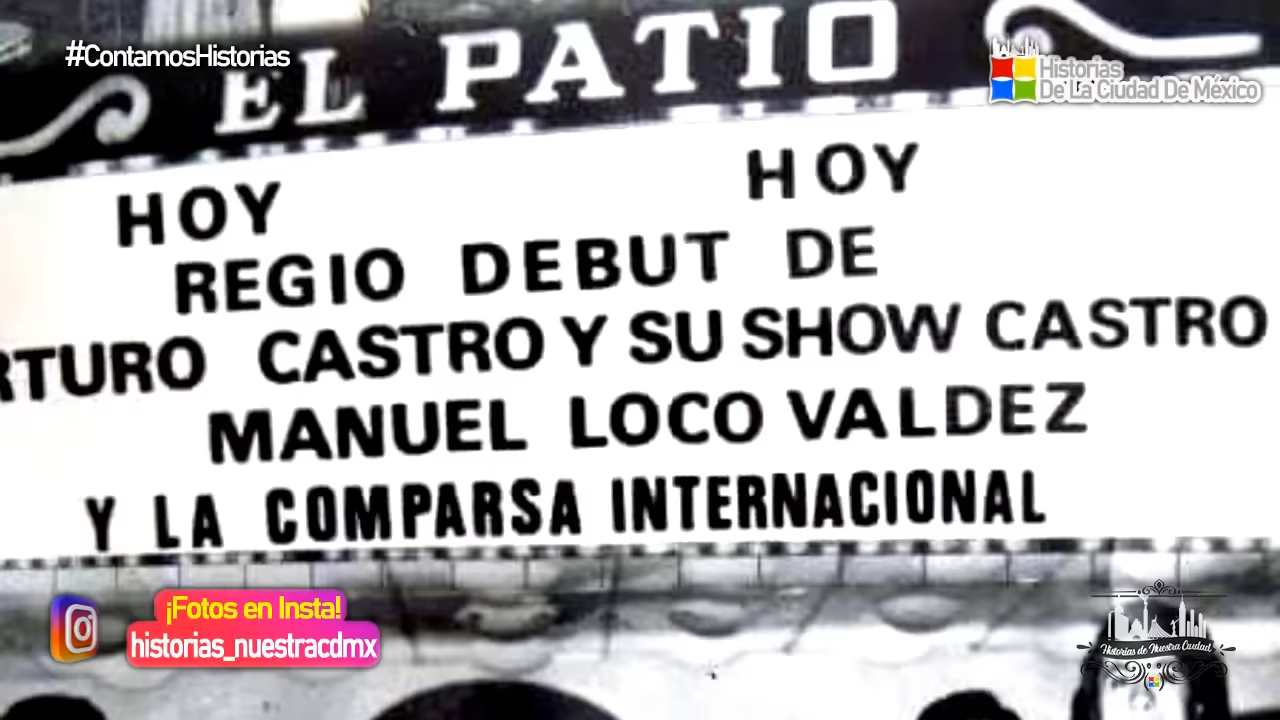 #ContamosHistorias
Historias
De La Ciudad De México
EL PATIO
HOY HOY
REGIO DEBUT DE
RTURO CASTRO Y SU SHOW CASTRO
MANUEL LOCO VALDEZ
Y LA COMPARSA INTERNACIONAL
¡Fotos en Insta!
historias_nuestracdmx
Historias de Nuestra Ciudad